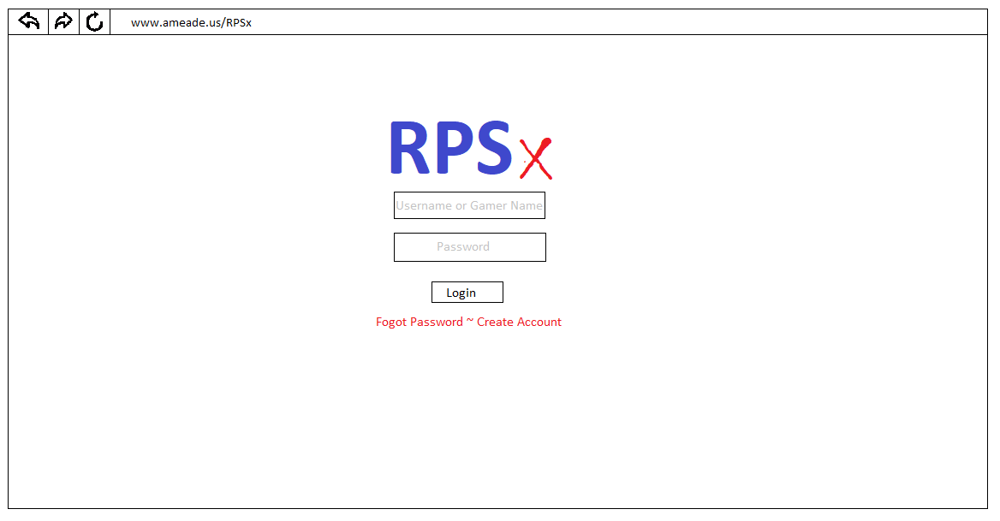 www.ameade.us/RPSx
RPSx
Username or Gamer Name
Password
Login
Fogot Password ~ Create Account